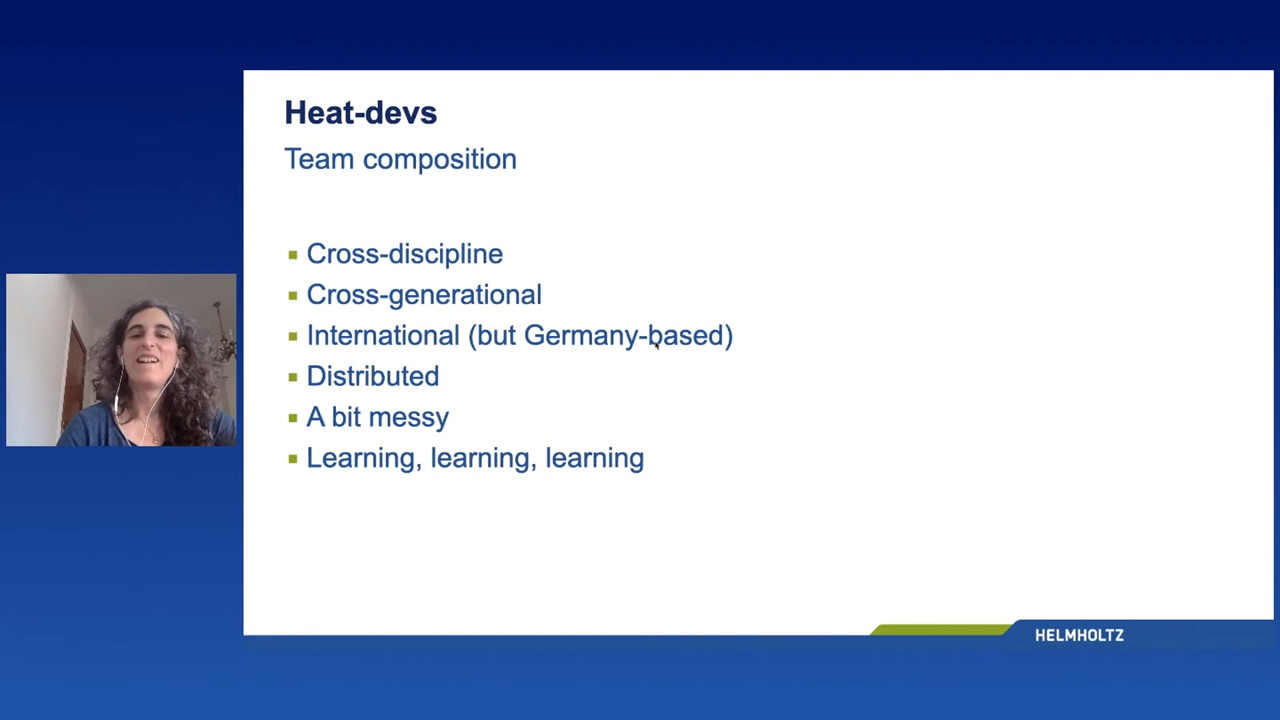 Heat-devs
Team composition
Cross-discipline
Cross-generational
International (but Germany-based)
Distributed
A bit messy
Learning, learning, learning
HELMHOLTZ